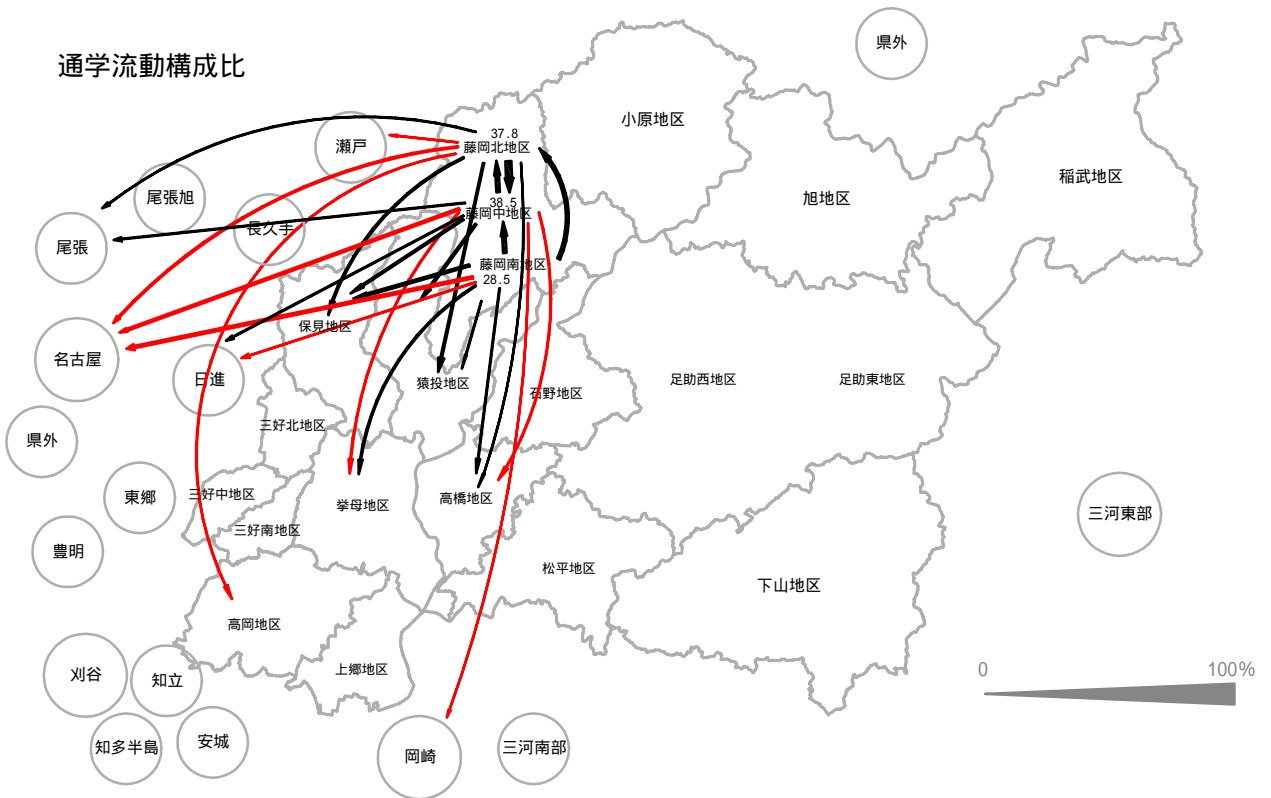 通学流動構成比
県外
小原地区
稲武地区
旭地区
37.8
藤岡北地区
瀬戸
尾張旭
長久手
尾張
38.5
藤岡中地区
藤岡南地区
28.5
保見地区
名古屋
日進
猿投地区
石野地区
足助西地区
足助東地区
三好北地区
県外
東郷
三好中地区
三好南地区
挙母地区
高橋地区
三河東部
豊明
松平地区
下山地区
高岡地区
上郷地区
刈谷
知立
0
100%
知多半島
安城
岡崎
三河南部